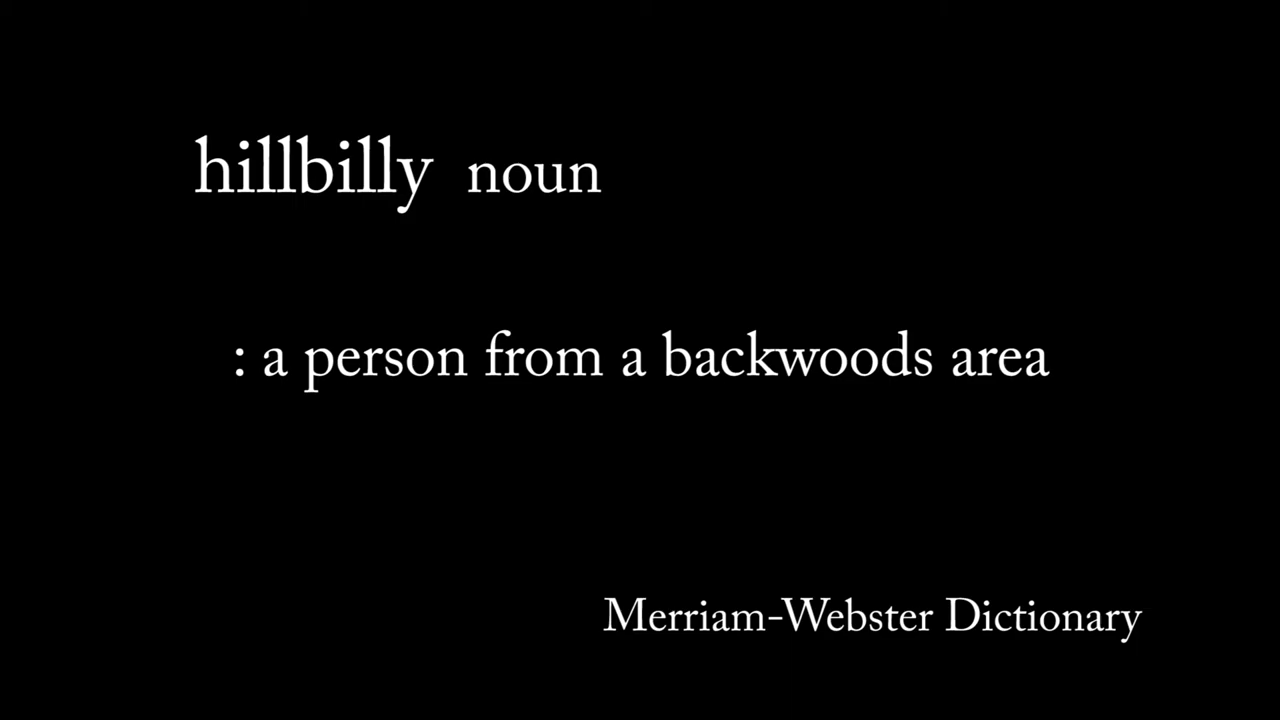 hillbilly noun
: a person from a backwoods area
Merriam-Webster Dictionary